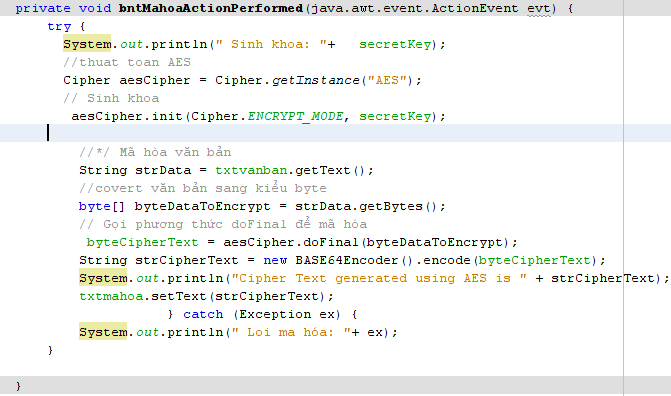 private void bntMahoaActionPerformed(java.awt.event.ActionEvent evt) {
try {
System.out.println(" Sinh khoa: "+   secretKey);
//thuat toan AES
Cipher aesCipher = Cipher.getInstance("AES");
// Sinh khoa
aesCipher.init(Cipher.ENCRYPT_MODE, secretKey);
//*/ Mã hòa văn bản
String strData = txtvanban.getText();
//covert văn bản sang kiểu byte
byte[] byteDataToEncrypt = strData.getBytes();
// Gọi phương thức doFinal để mã hóa
byteCipherText = aesCipher.doFinal(byteDataToEncrypt);
String strCipherText = new BASE64Encoder().encode(byteCipherText);
System.out.println("Cipher Text generated using AES is " + strCipherText);
txtmahoa.setText(strCipherText);
} catch (Exception ex) {
System.out.println(" Loi ma hóa: "+ ex);
}
}